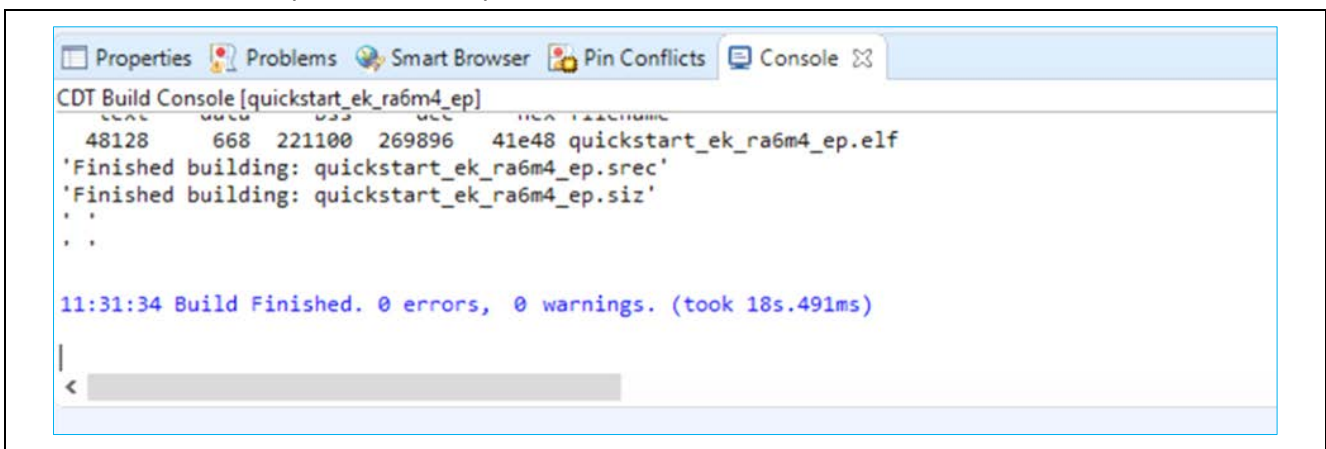 Properties Problems Smart Browser Pin Conflicts Console
CDT Build Console [quickstart_ek_ra6m4_ep]
48128 668 221100 269896 41e48 quickstart_ek_ra6m4_ep.elf
'Finished building: quickstart_ek_ra6m4_ep.srec'
'Finished building: quickstart_ek_ra6m4_ep.siz'
' '
' '
11:31:34 Build Finished. 0 errors, 0 warnings. (took 18s.491ms)